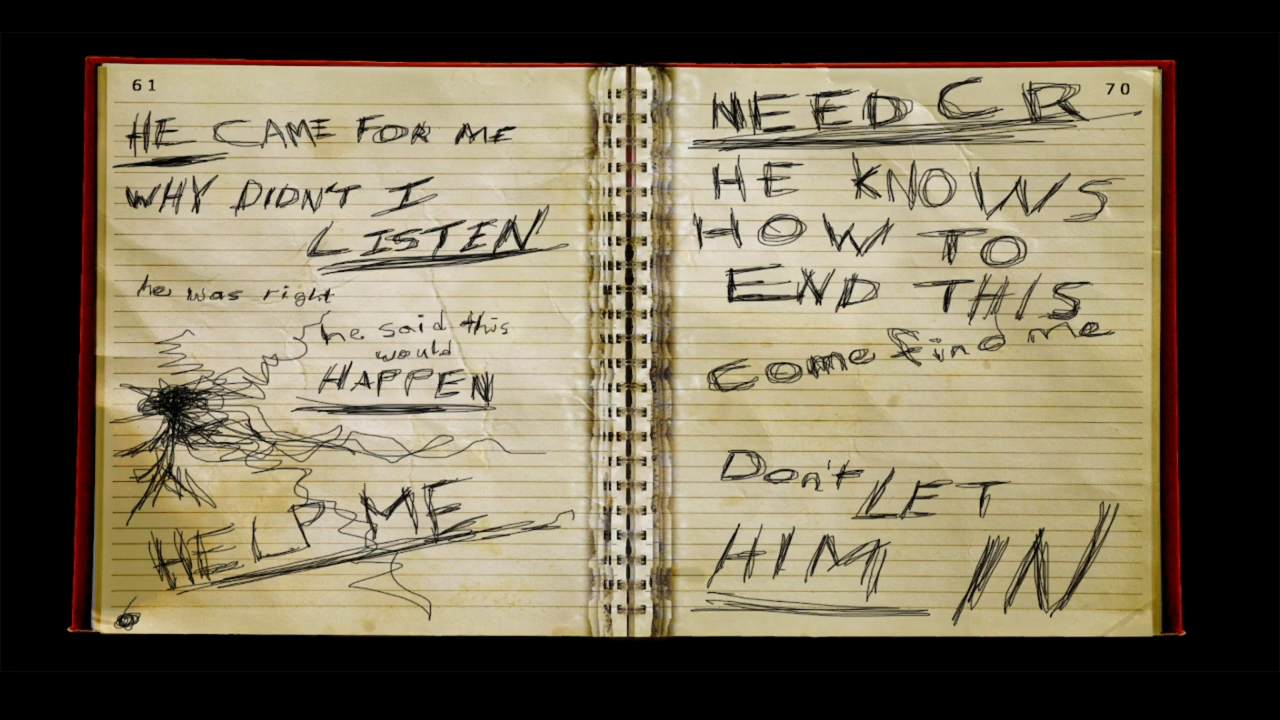 61
HE CAME FOR ME
WHY DIDN'T I
LISTEN
he was right
he said this
would
HAPPEN
HELP ME
70
NEED CR
HE KNOWS
HOW TO
END THIS
come find me
Don't LET
HIM IN